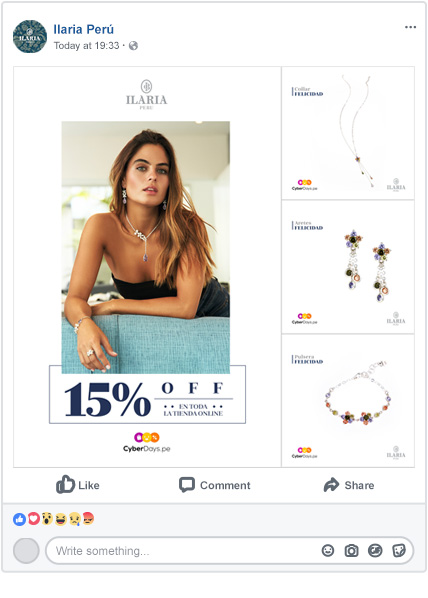 Ilaria Perú
Today at 19:33
ILARIA
ILARIA
PERU
15% OFF
EN TODA
LA TIENDA ONLINE
CyberDays.pe
Collar
FELICIDAD
CyberDays.pe
ILARIA
Aretes
FELICIDAD
CyberDays.pe
ILARIA
Pulsera
FELICIDAD
CyberDays.pe
ILARIA
Like
Comment
Share
Write something...